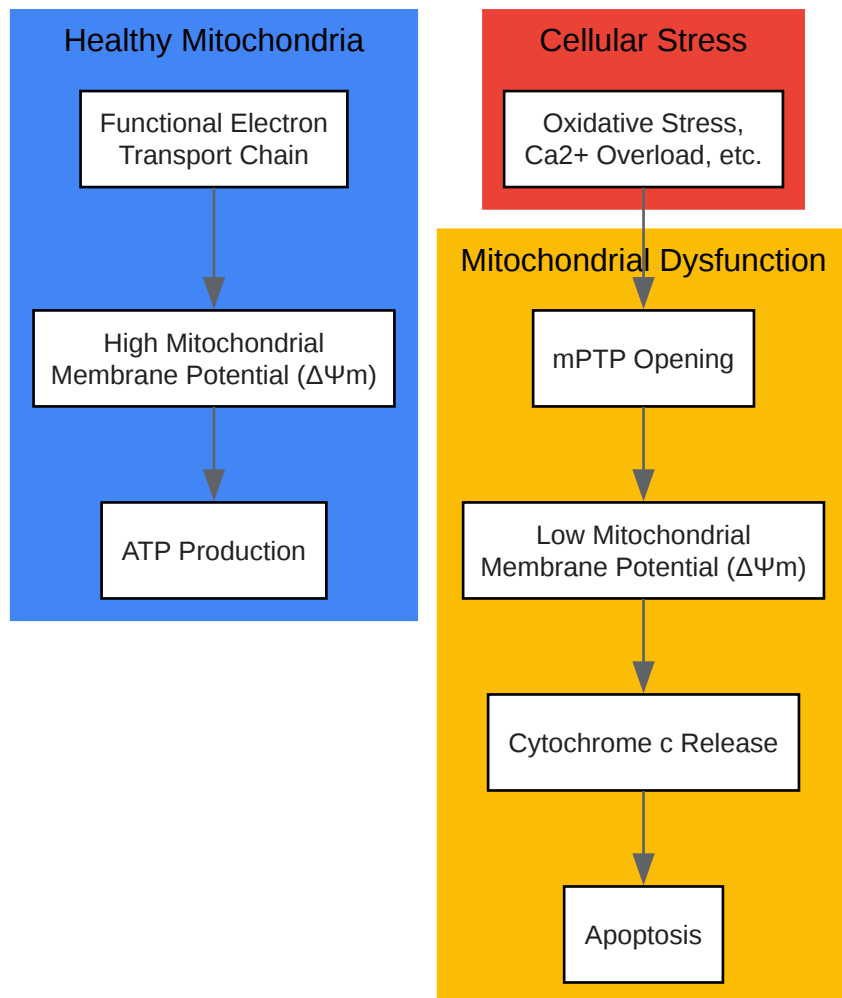 Healthy Mitochondria
Functional Electron
Transport Chain
High Mitochondrial
Membrane Potential (ΔΨm)
ATP Production
Cellular Stress
Oxidative Stress,
Ca2+ Overload, etc.
Mitochondrial Dysfunction
mPTP Opening
Low Mitochondrial
Membrane Potential (ΔΨm)
Cytochrome c Release
Apoptosis